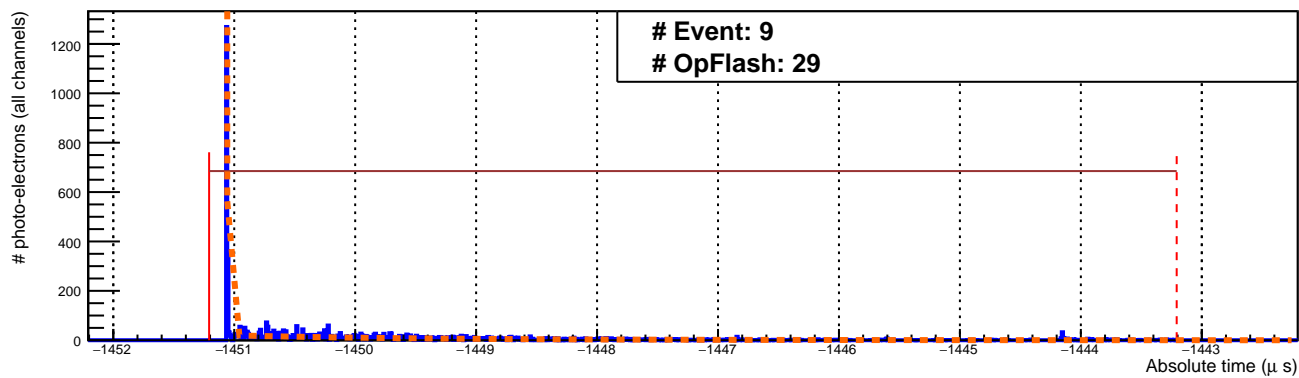 # Event: 9
# OpFlash: 29
# photo-electrons (all channels)
1200
1000
800
600
400
200
0
−1452 −1451 −1450 −1449 −1448 −1447 −1446 −1445 −1444 −1443
Absolute time (μ s)